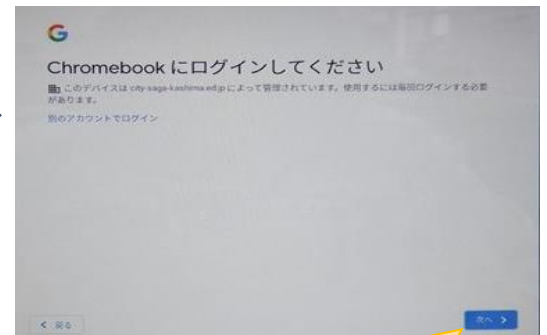 Chromebook にログインしてください
このデバイスは city-saga-kashima.ed.jp によって管理されています。使用するには毎回ログインする必要
があります。
別のアカウントでログイン
戻る
次へ